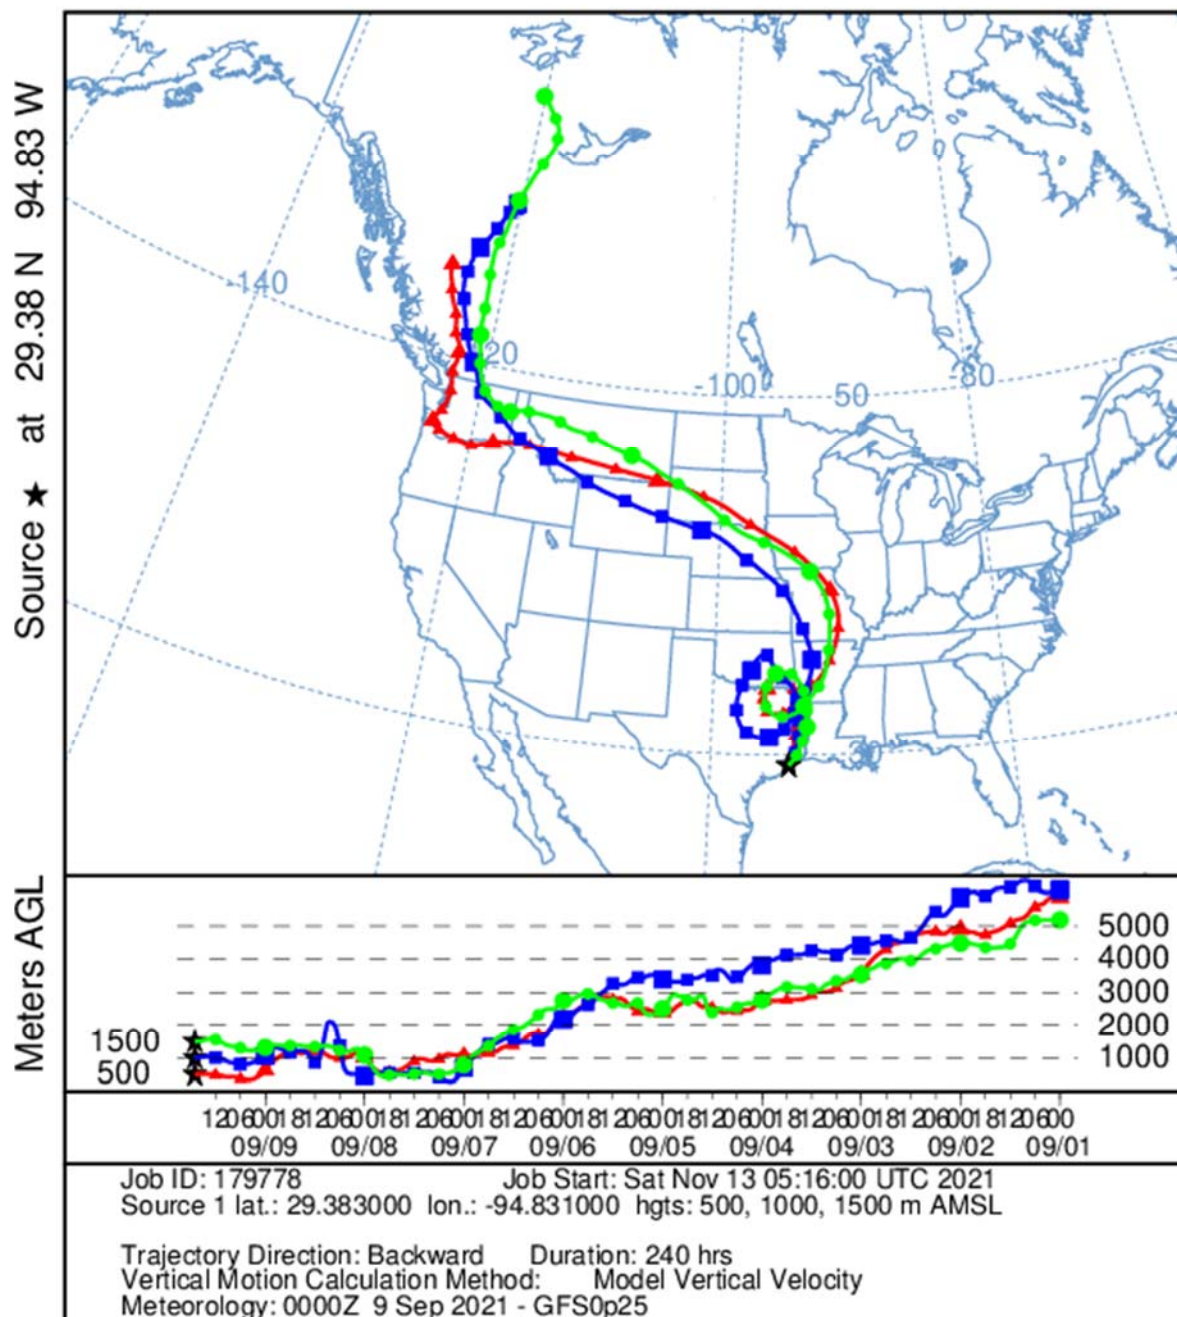 Source ★ at 29.38 N 94.83 W
-140
20
-100
50
-80
30
Meters AGL
5000
4000
3000
2000
1000
1500
500
09/09 09/08 09/07 09/06 09/05 09/04 09/03 09/02 09/01
Job ID: 179778 Job Start: Sat Nov 13 05:16:00 UTC 2021
Source 1 lat.: 29.383000 lon.: -94.831000 hgts: 500, 1000, 1500 m AMSL
Trajectory Direction: Backward Duration: 240 hrs
Vertical Motion Calculation Method: Model Vertical Velocity
Meteorology: 0000Z 9 Sep 2021 - GFS0p25